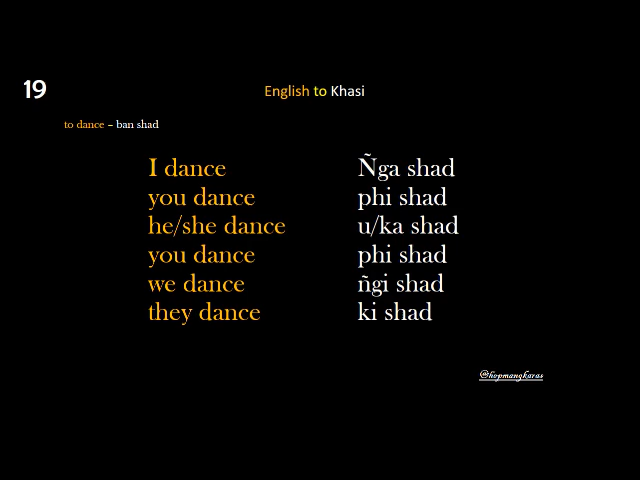 19
English to Khasi
to dance – ban shad
I dance Ñga shad
you dance phi shad
he/she dance u/ka shad
you dance phi shad
we dance ñgi shad
they dance ki shad
@hopmangkaras